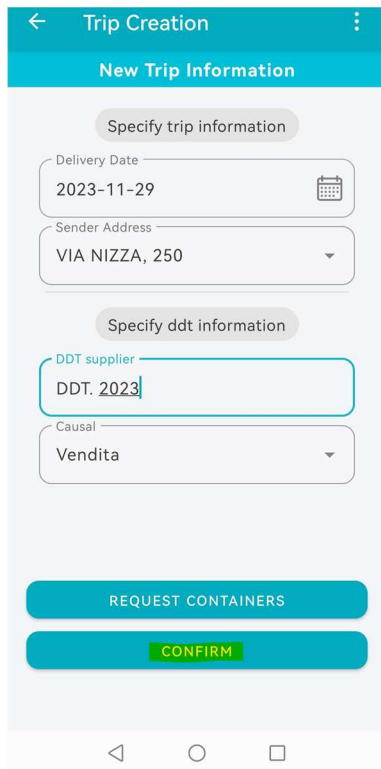 Trip Creation
New Trip Information
Specify trip information
Delivery Date
2023-11-29
Sender Address
VIA NIZZA, 250
Specify ddt information
DDT supplier
DDT. 2023
Causal
Vendita
REQUEST CONTAINERS
CONFIRM